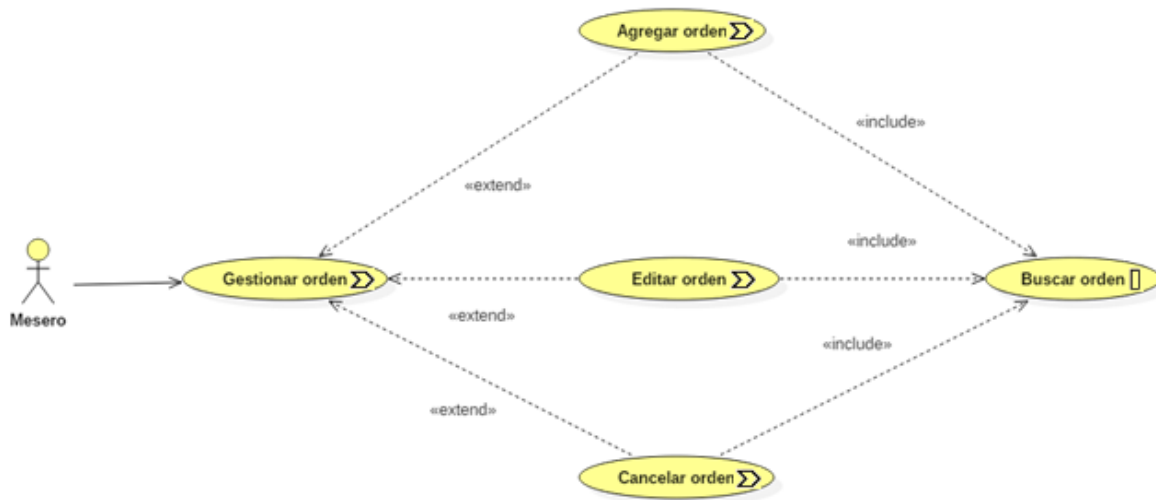 Agregar orden
«include»
«extend»
«include»
Mesero
Gestionar orden
Editar orden
Buscar orden
«extend»
«include»
«extend»
Cancelar orden